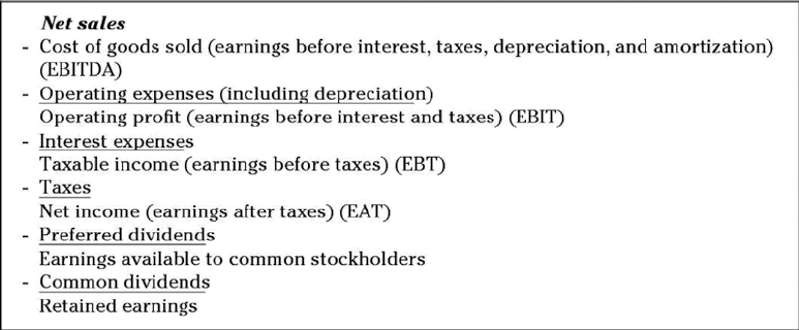 Net sales
- Cost of goods sold (earnings before interest, taxes, depreciation, and amortization)
(EBITDA)
- Operating expenses (including depreciation)
Operating profit (earnings before interest and taxes) (EBIT)
- Interest expenses
Taxable income (earnings before taxes) (EBT)
- Taxes
Net income (earnings after taxes) (EAT)
- Preferred dividends
Earnings available to common stockholders
- Common dividends
Retained earnings